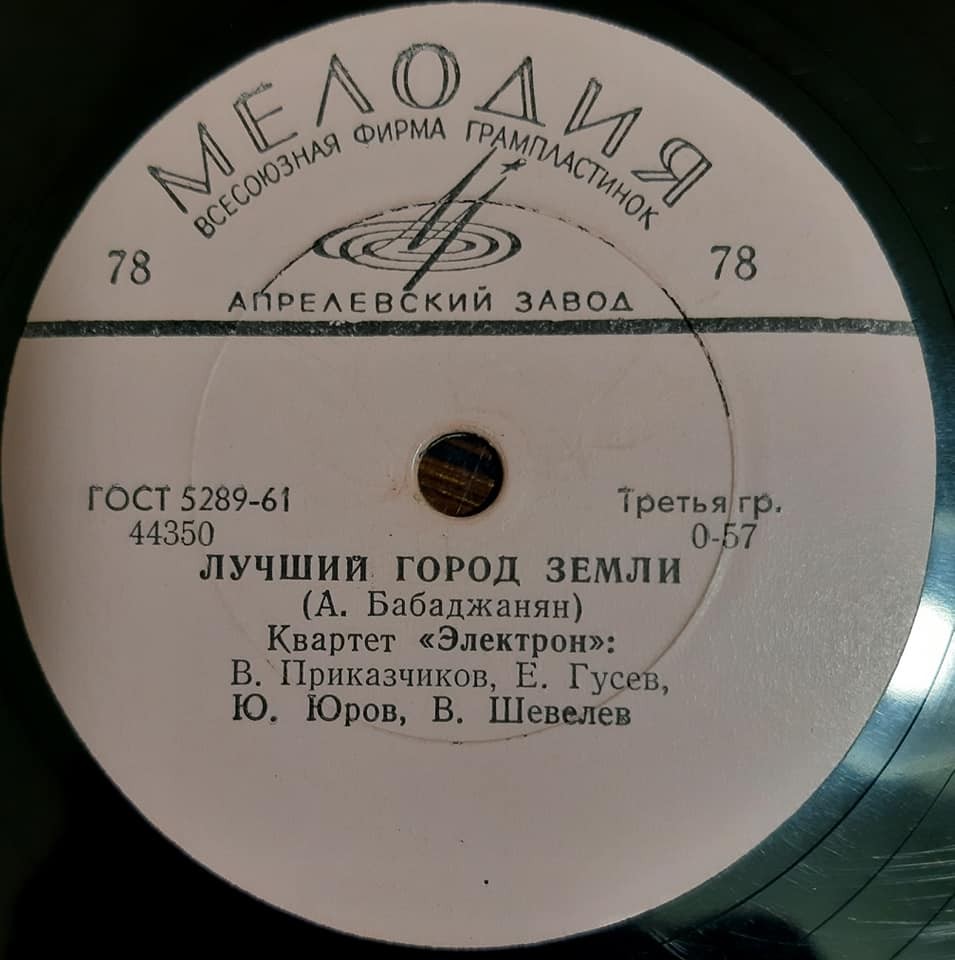 МЕЛОДИЯ
ВСЕСОЮЗНАЯ ФИРМА ГРАМПЛАСТИНОК
78 78
АПРЕЛЕВСКИЙ ЗАВОД
ГОСТ 5289-61 Третья гр.
44350 0-57
ЛУЧШИЙ ГОРОД ЗЕМЛИ
(А. Бабаджанян)
Квартет «Электрон»:
В. Приказчиков, Е. Гусев,
Ю. Юров, В. Шевелев